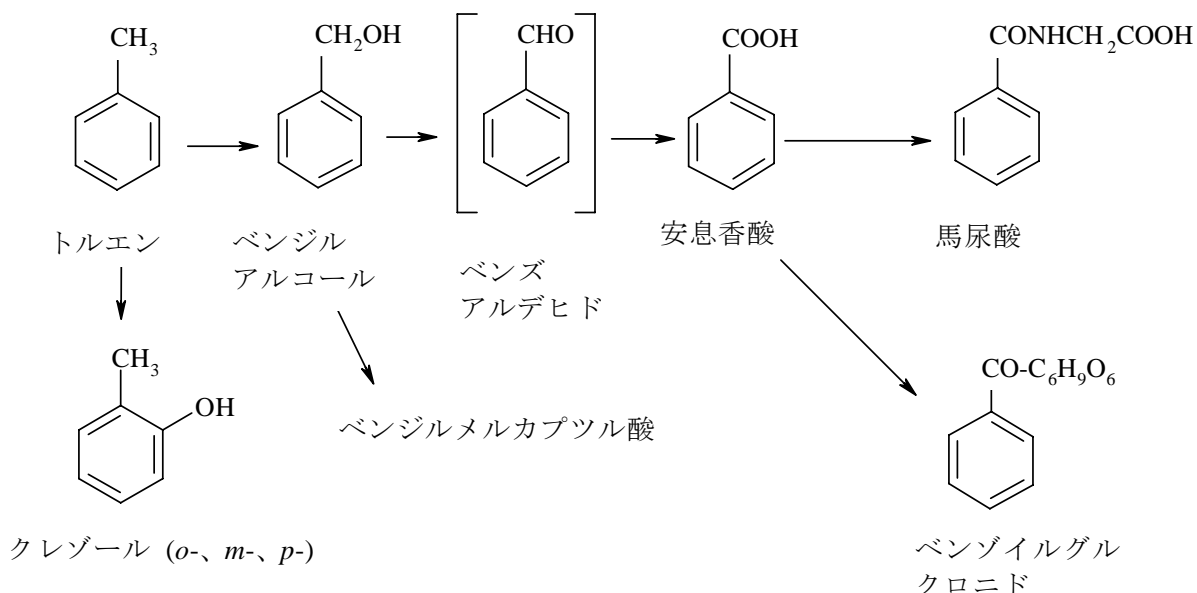 CH₃
CH₂OH
CHO
COOH
CONHCH₂COOH
トルエン
ベンジル
アルコール
ベンズ
アルデヒド
安息香酸
馬尿酸
CH₃
OH
ベンジルメルカプツル酸
CO-C₆H₉O₆
クレゾール (o-、m-、p-)
ベンゾイルグル
クロニド